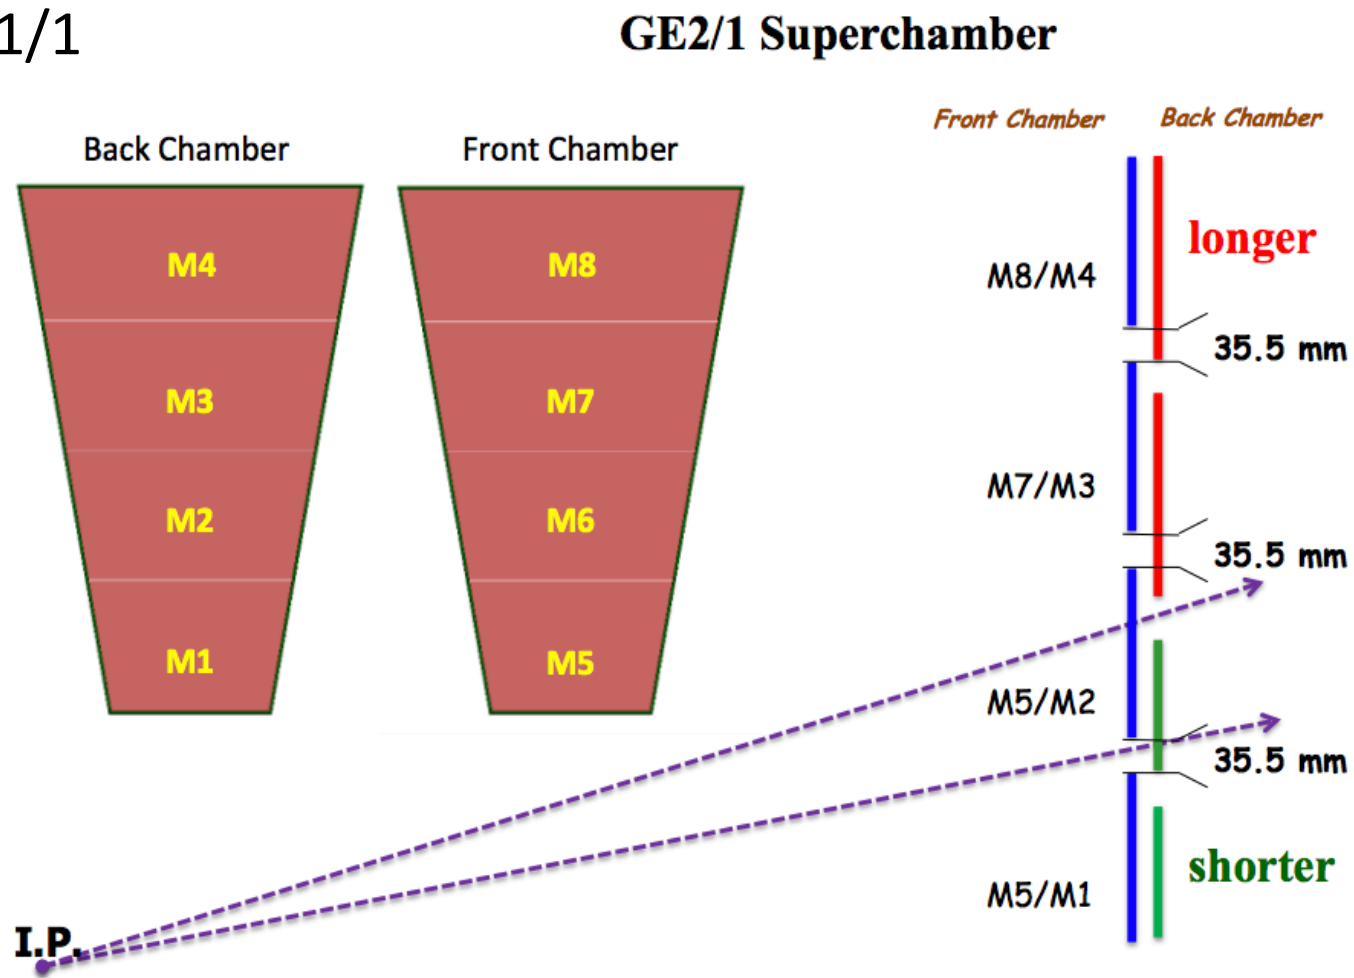 1/1
GE2/1 Superchamber
Front Chamber
Back Chamber
Back Chamber
Front Chamber
M4
M3
M2
M1
M8
M7
M6
M5
longer
M8/M4
35.5 mm
M7/M3
35.5 mm
M5/M2
35.5 mm
shorter
M5/M1
I.P.